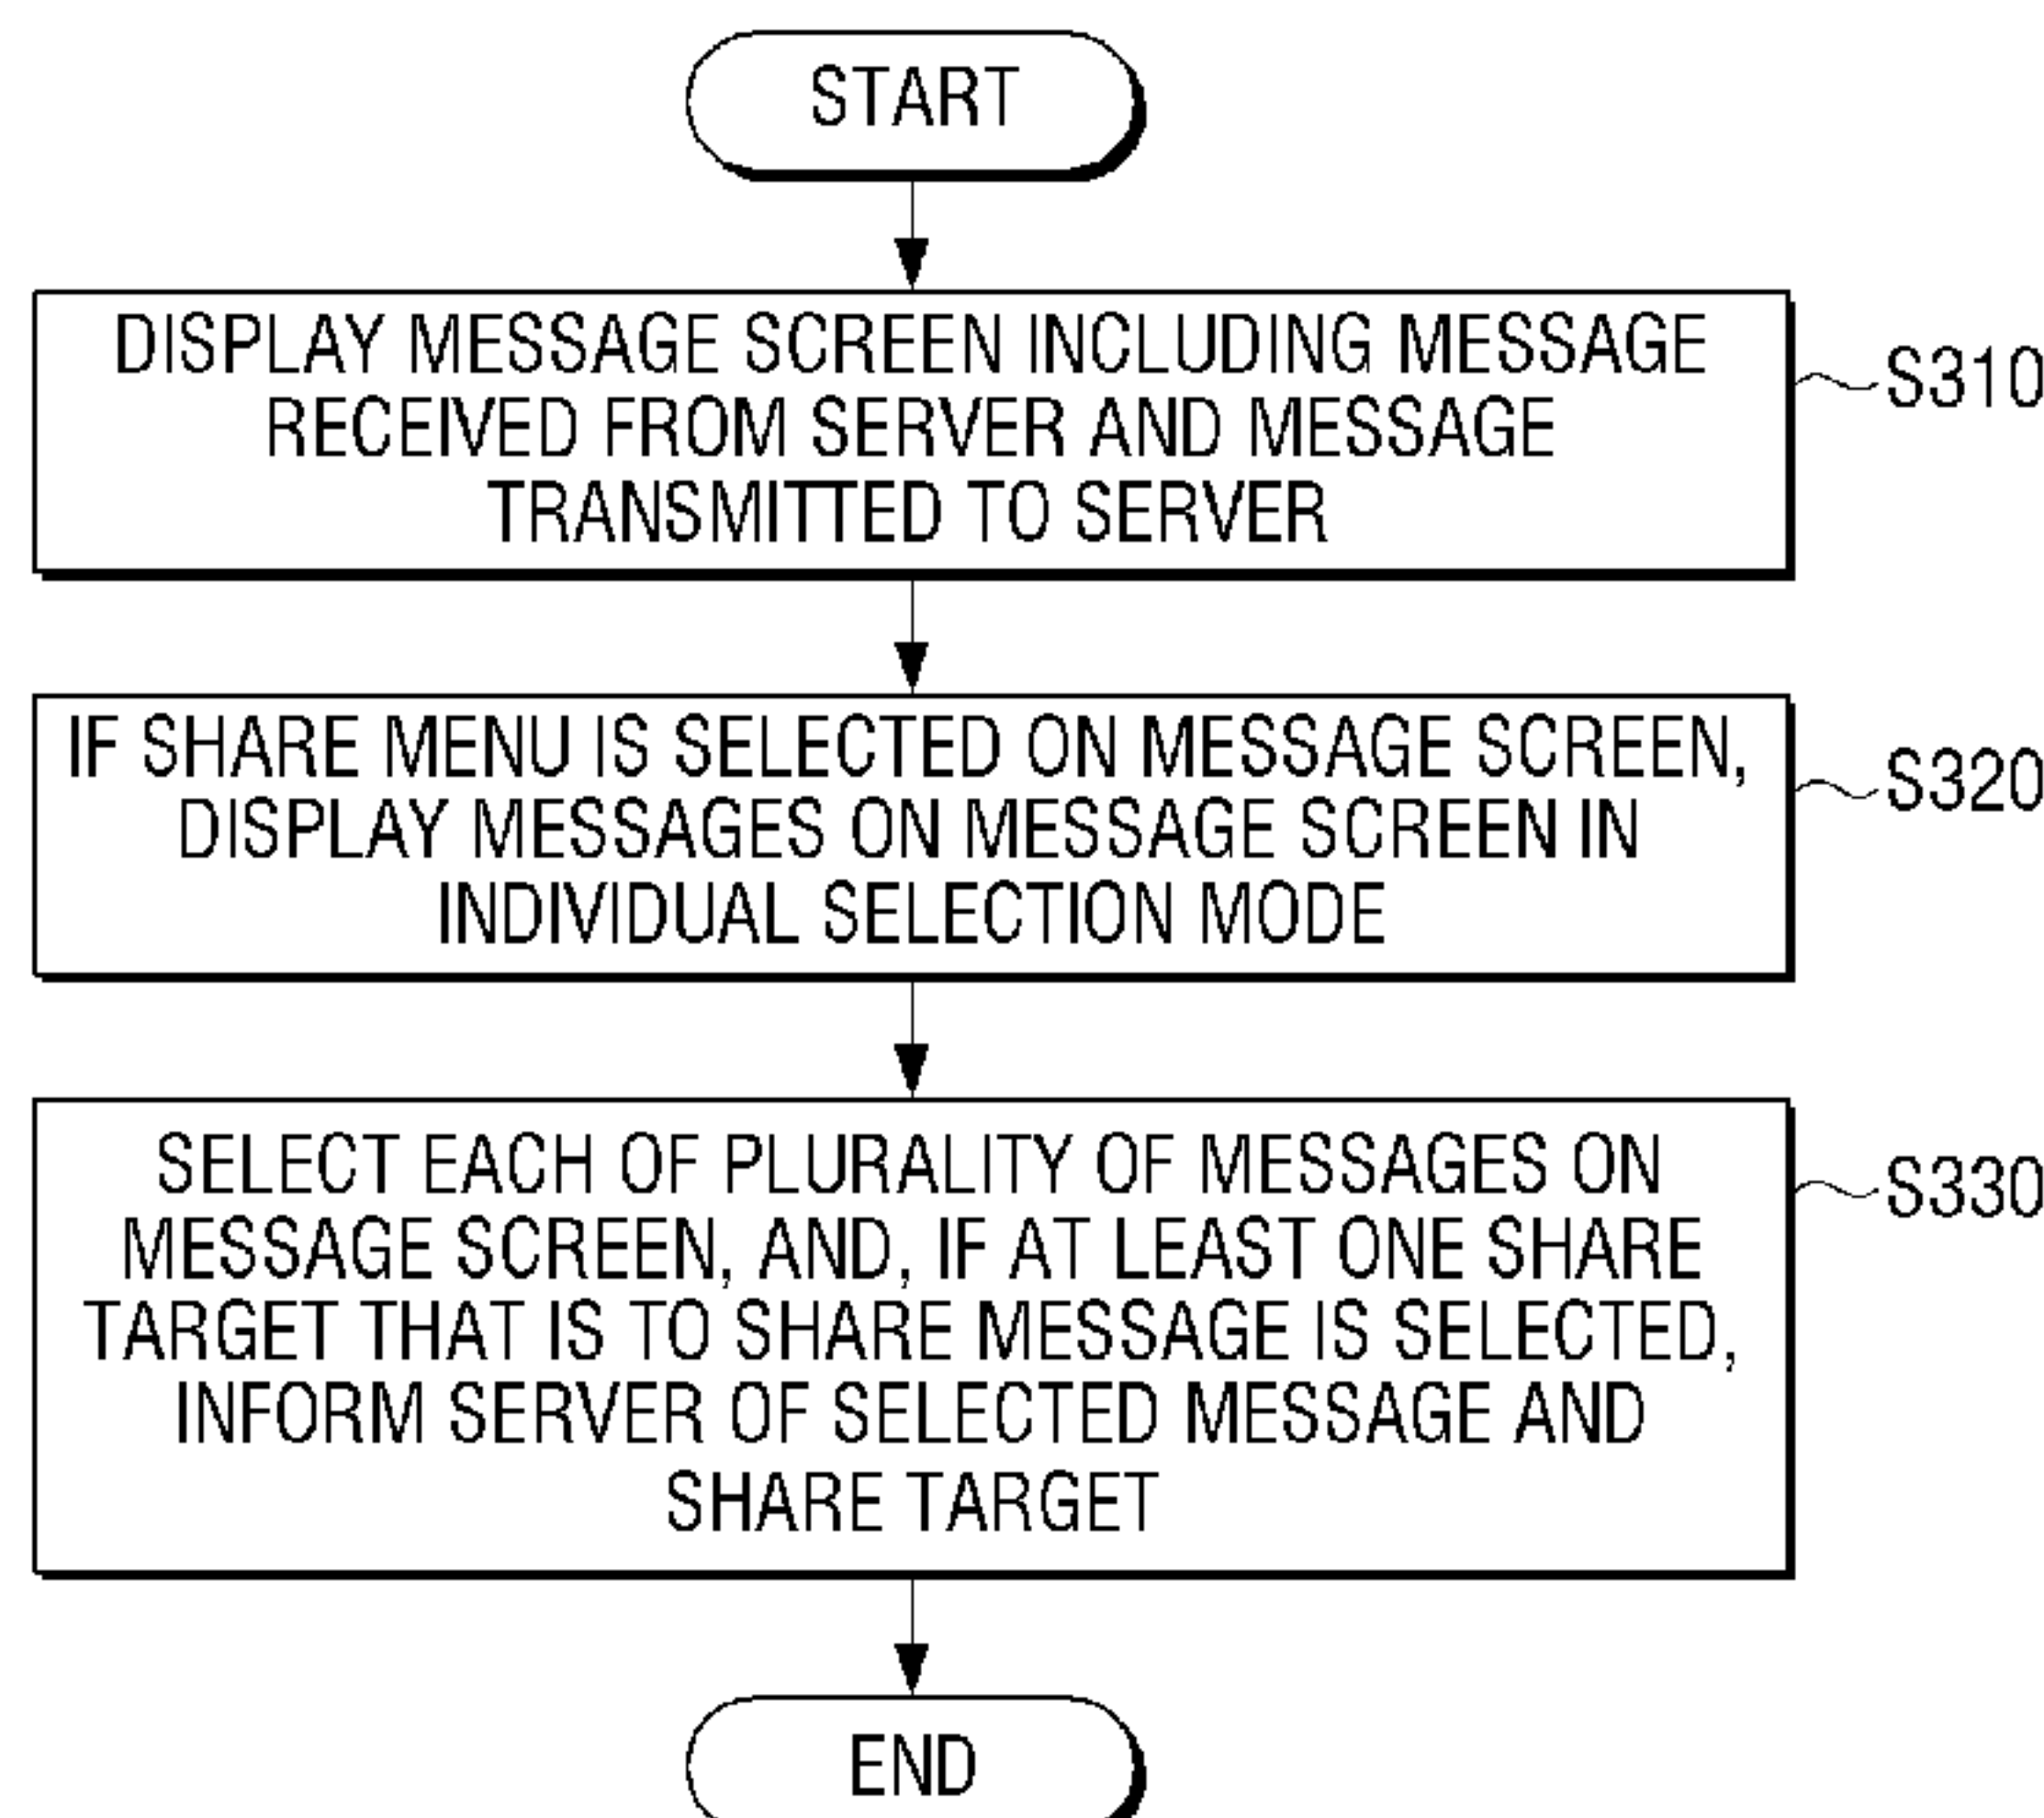 START
DISPLAY MESSAGE SCREEN INCLUDING MESSAGE
RECEIVED FROM SERVER AND MESSAGE
TRANSMITTED TO SERVER
S310
IF SHARE MENU IS SELECTED ON MESSAGE SCREEN,
DISPLAY MESSAGES ON MESSAGE SCREEN IN
INDIVIDUAL SELECTION MODE
S320
SELECT EACH OF PLURALITY OF MESSAGES ON
MESSAGE SCREEN, AND, IF AT LEAST ONE SHARE
TARGET THAT IS TO SHARE MESSAGE IS SELECTED,
INFORM SERVER OF SELECTED MESSAGE AND
SHARE TARGET
S330
END